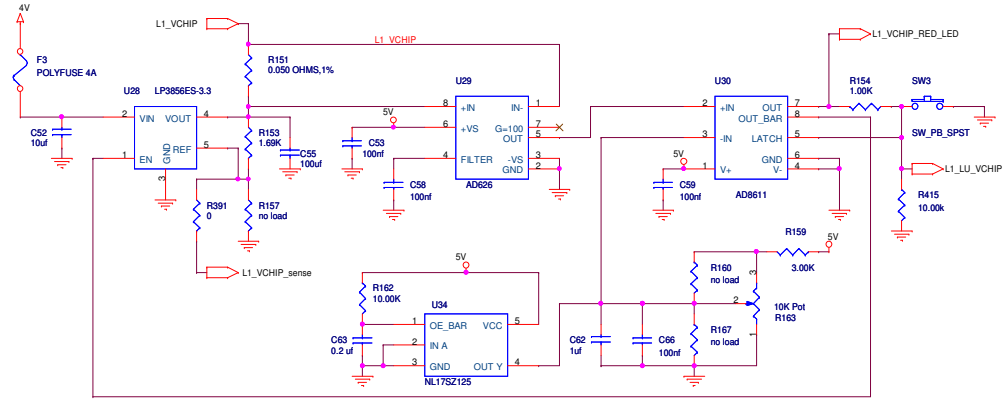 4V
L1_VCHIP
L1_VCHIP
L1_VCHIP_RED_LED
F3
POLYFUSE 4A
R151
0.050 OHMS,1%
U28
LP3856ES-3.3
2
VIN
VOUT
4
GND
REF
5
1
EN
3
C52
10uf
R153
1.69K
C55
100uf
R391
0
R157
no load
L1_VCHIP_sense
U29
8
+IN
IN-
1
G=100
7
6
+VS
OUT
5
4
FILTER
-VS
3
GND
2
AD626
5V
C53
100nf
C58
100nf
U30
2
+IN
OUT
7
OUT_BAR
8
3
-IN
LATCH
5
GND
6
1
V+
V-
4
AD8611
5V
C59
100nf
R154
1.00K
SW3
SW_PB_SPST
L1_LU_VCHIP
R415
10.00k
5V
R162
10.00K
C63
0.2 uf
U34
1
OE_BAR
VCC
5
2
IN A
3
GND
OUT Y
4
NL17SZ125
C62
1uf
C66
100nf
R160
no load
R167
no load
R159
3.00K
5V
3
2
1
10K Pot
R163